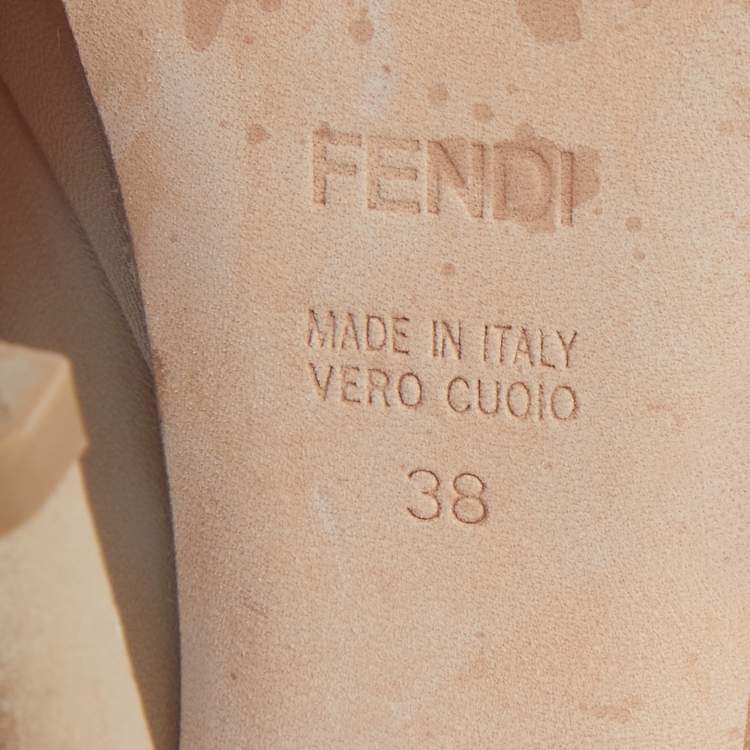 FENDI
MADE IN ITALY
VERO CUOIO
38